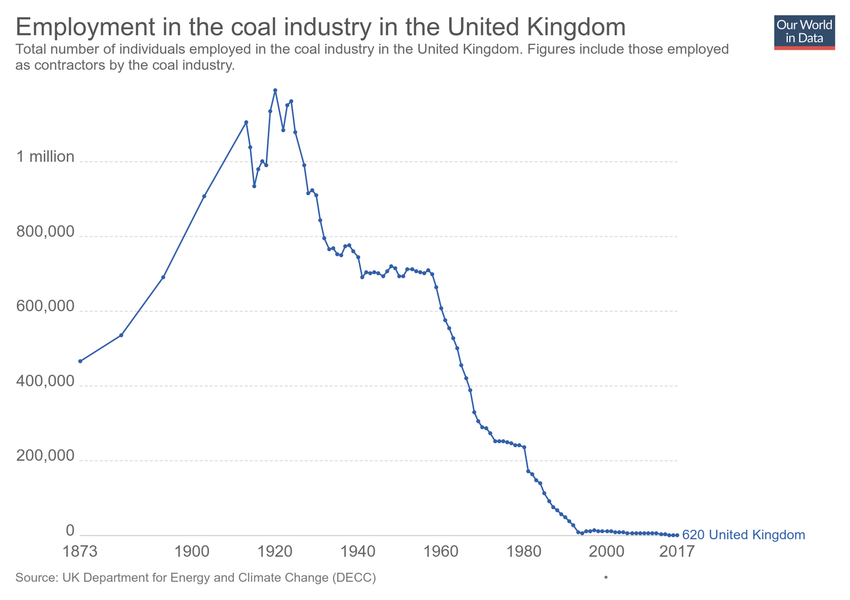 Employment in the coal industry in the United Kingdom
Our World
in Data
Total number of individuals employed in the coal industry in the United Kingdom. Figures include those employed
as contractors by the coal industry.
1 million
800,000
600,000
400,000
200,000
0
620 United Kingdom
1873 1900 1920 1940 1960 1980 2000 2017
Source: UK Department for Energy and Climate Change (DECC)